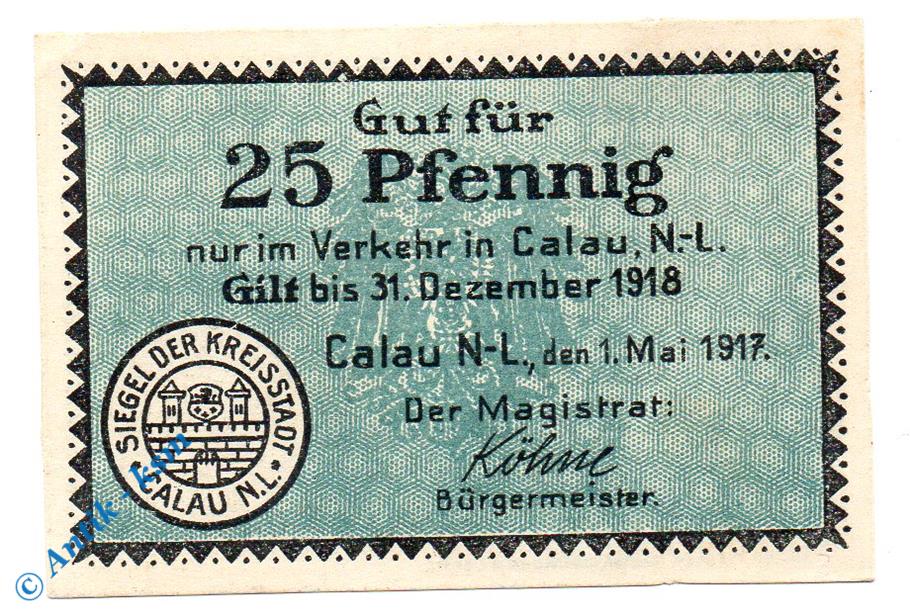 Gut für
25 Pfennig
nur im Verkehr in Calau, N.-L.
Gilt bis 31. Dezember 1918
Calau N-L., den 1. Mai 1917.
Der Magistrat:
Köhne
Bürgermeister.
SIEGEL DER KREISSTADT
CALAU N.L.
© Antik - ksm